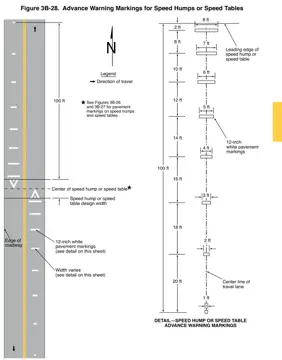 Figure 3B-28. Advance Warning Markings for Speed Humps or Speed Tables
8 ft
2 ft
8 ft
7 ft
Leading edge of
speed hump or
speed table
N
10 ft
6 ft
Legend
Direction of travel
100 ft
★ See Figures 3B-26
and 3B-27 for pavement
markings on speed humps
and speed tables
12 ft
5 ft
14 ft
12-inch
white pavement
markings
4 ft
100 ft
16 ft
Center of speed hump or speed table★
Speed hump or
speed table
design width
3 ft
18 ft
Edge of
roadway
12-inch white
pavement markings
(see detail on this sheet)
2 ft
Width varies
(see detail on this sheet)
20 ft
Center line of
travel lane
1 ft
DETAIL—SPEED HUMP OR SPEED TABLE
ADVANCE WARNING MARKINGS